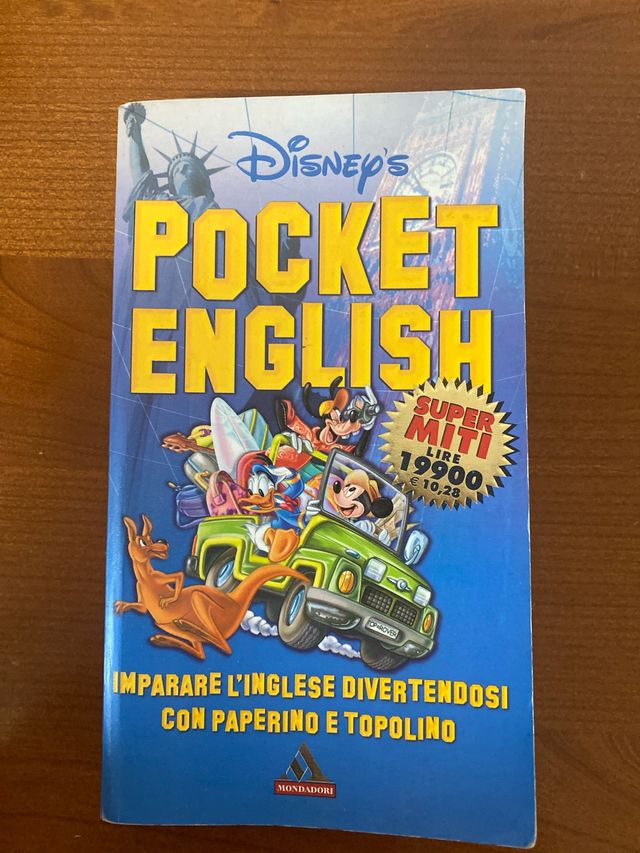 DISNEY'S
POCKET
ENGLISH
SUPER
MITI
LIRE
19900
€ 10,28
IMPARARE L'INGLESE DIVERTENDOSI
CON PAPERINO E TOPOLINO
MONDADORI